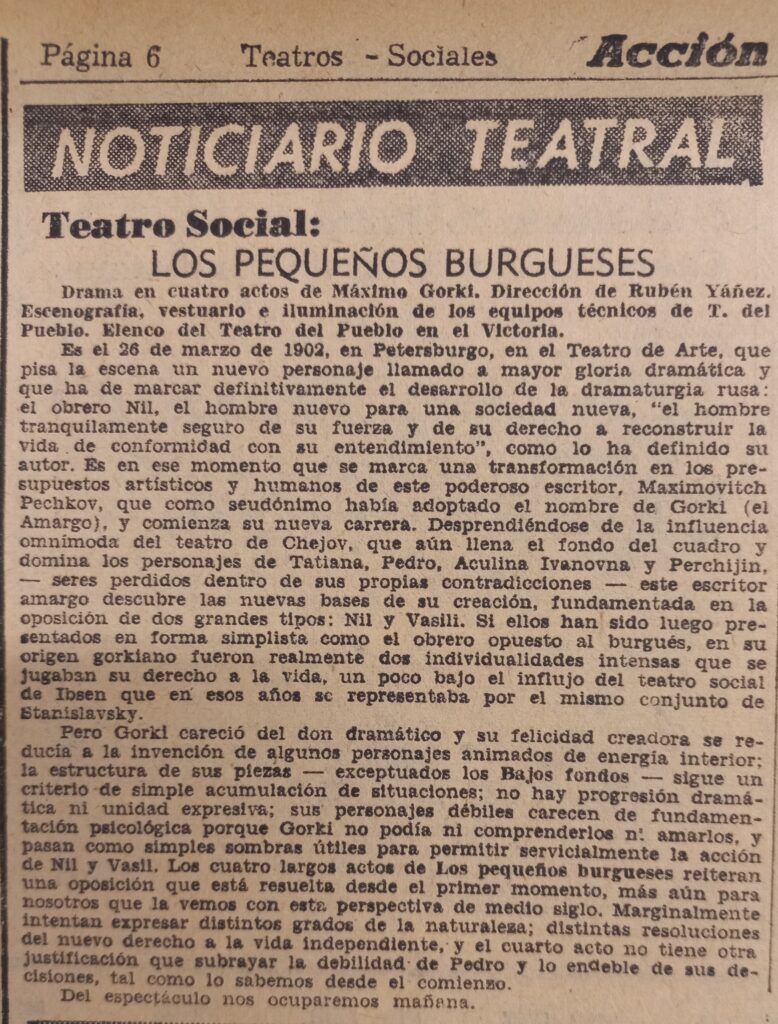 Página 6 Teatros - Sociales Acción
NOTICIARIO TEATRAL
Teatro Social:
LOS PEQUEÑOS BURGUESES
Drama en cuatro actos de Máximo Gorki. Dirección de Rubén Yáñez.
Escenografía, vestuario e iluminación de los equipos técnicos de T. del
Pueblo. Elenco del Teatro del Pueblo en el Victoria.
Es el 26 de marzo de 1902, en Petersburgo, en el Teatro de Arte, que
pisa la escena un nuevo personaje llamado a mayor gloria dramática y
que ha de marcar definitivamente el desarrollo de la dramaturgia rusa:
el obrero Nil, el hombre nuevo para una sociedad nueva, "el hombre
tranquilamente seguro de su fuerza y de su derecho a reconstruir la
vida de conformidad con su entendimiento", como lo ha definido su
autor. Es en ese momento que se marca una transformación en los pre-
supuestos artísticos y humanos de este poderoso escritor, Maximovitch
Pechkov, que como seudónimo había adoptado el nombre de Gorki (el
Amargo), y comienza su nueva carrera. Desprendiéndose de la influencia
omnímoda del teatro de Chejov, que aún llena el fondo del cuadro y
domina los personajes de Tatiana, Pedro, Aculina Ivanovna y Perchijin,
— seres perdidos dentro de sus propias contradicciones — este escritor
amargo descubre las nuevas bases de su creación, fundamentada en la
oposición de dos grandes tipos: Nil y Vasili. Si ellos han sido luego pre-
sentados en forma simplista como el obrero opuesto al burgués, en su
origen gorkiano fueron realmente dos individualidades intensas que se
jugaban su derecho a la vida, un poco bajo el influjo del teatro social
de Ibsen que en esos años se representaba por el mismo conjunto de
Stanislavsky.
Pero Gorki careció del don dramático y su felicidad creadora se re-
ducía a la invención de algunos personajes animados de energía interior;
la estructura de sus piezas — exceptuados los Bajos fondos — sigue un
criterio de simple acumulación de situaciones; no hay progresión dramá-
tica ni unidad expresiva; sus personajes débiles carecen de fundamen-
tación psicológica porque Gorki no podía ni comprenderlos ni amarlos, y
pasan como simples sombras útiles para permitir servicialmente la acción
de Nil y Vasil. Los cuatro largos actos de Los pequeños burgueses reiteran
una oposición que está resuelta desde el primer momento, más aún para
nosotros que la vemos con esta perspectiva de medio siglo. Marginalmente
intentan expresar distintos grados de la naturaleza; distintas resoluciones
del nuevo derecho a la vida independiente, y el cuarto acto no tiene otra
justificación que subrayar la debilidad de Pedro y lo endeble de sus de-
cisiones, tal como lo sabemos desde el comienzo.
Del espectáculo nos ocuparemos mañana.